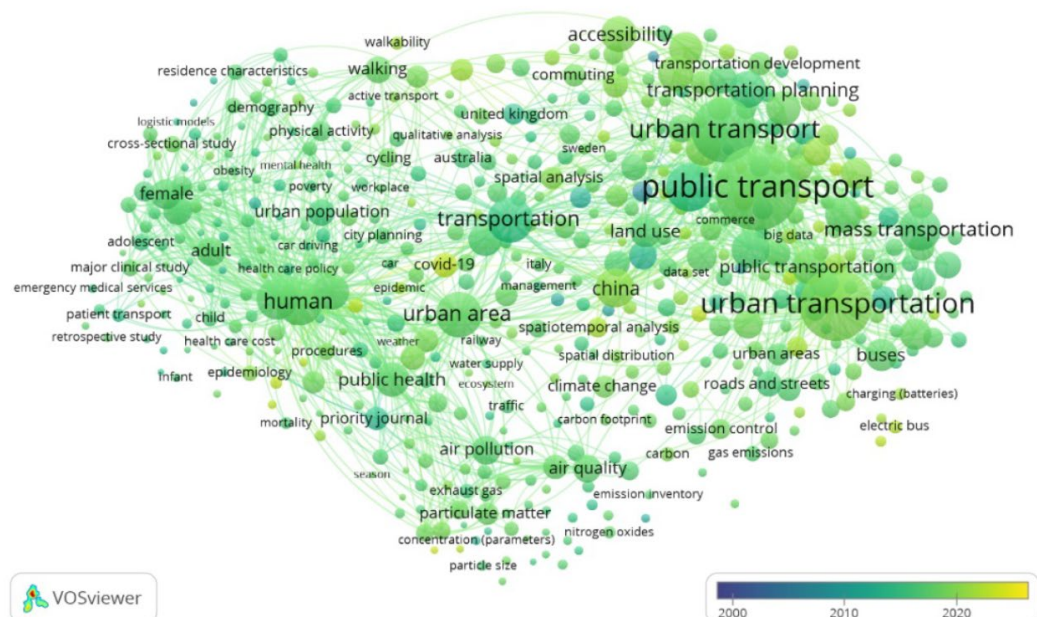 walkability
accessibility
residence characteristics
walking
commuting
transportation development
active transport
transportation planning
demography
logistic models
physical activity
united kingdom
urban transport
cross-sectional study
qualitative analysis
sweden
obesity
mental health
cycling
australia
female
poverty
workplace
spatial analysis
public transport
urban population
transportation
commerce
mass transportation
adolescent
adult
car driving
city planning
land use
big data
major clinical study
health care policy
car
covid-19
italy
data set
public transportation
emergency medical services
epidemic
management
china
human
urban transportation
patient transport
child
urban area
spatiotemporal analysis
retrospective study
health care cost
procedures
weather
railway
spatial distribution
urban areas
buses
infant
epidemiology
public health
water supply
ecosystem
climate change
roads and streets
charging (batteries)
mortality
priority journal
traffic
carbon footprint
emission control
electric bus
air pollution
carbon
gas emissions
season
air quality
exhaust gas
emission inventory
particulate matter
concentration (parameters)
nitrogen oxides
particle size
VOSviewer
2000
2010
2020